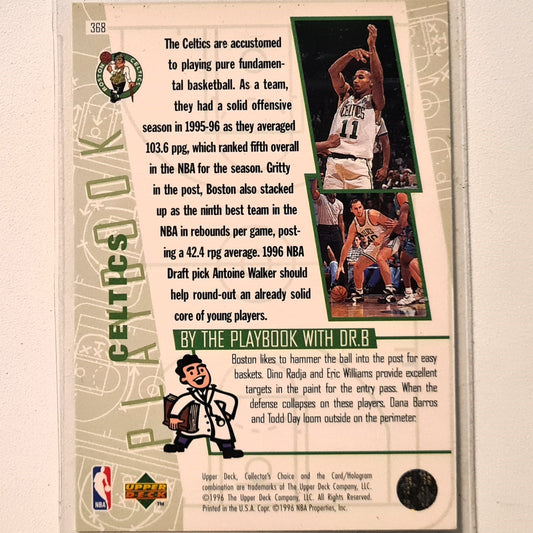 368
BOSTON
CELTICS
The Celtics are accustomed
to playing pure fundamen-
tal basketball. As a team,
they had a solid offensive
season in 1995-96 as they averaged
103.6 ppg, which ranked fifth overall
in the NBA for the season. Gritty
in the post, Boston also stacked
up as the ninth best team in the
NBA in rebounds per game, post-
ing a 42.4 rpg average. 1996 NBA
Draft pick Antoine Walker should
help round-out an already solid
core of young players.
CELTICS
11
PLAYBOOK
CELTICS
BY THE PLAYBOOK WITH DR.B
Boston likes to hammer the ball into the post for easy
baskets. Dino Radja and Eric Williams provide excellent
targets in the paint for the entry pass. When the
defense collapses on these players, Dana Barros
and Todd Day loom outside on the perimeter.
NBA
UPPER
DECK
TM
Upper Deck, Collector's Choice and the Card/Hologram
combination are trademarks of The Upper Deck Company, LLC.
©1996 The Upper Deck Company, LLC. All Rights Reserved.
Printed in the U.S.A. Copr. ©1996 NBA Properties, Inc.